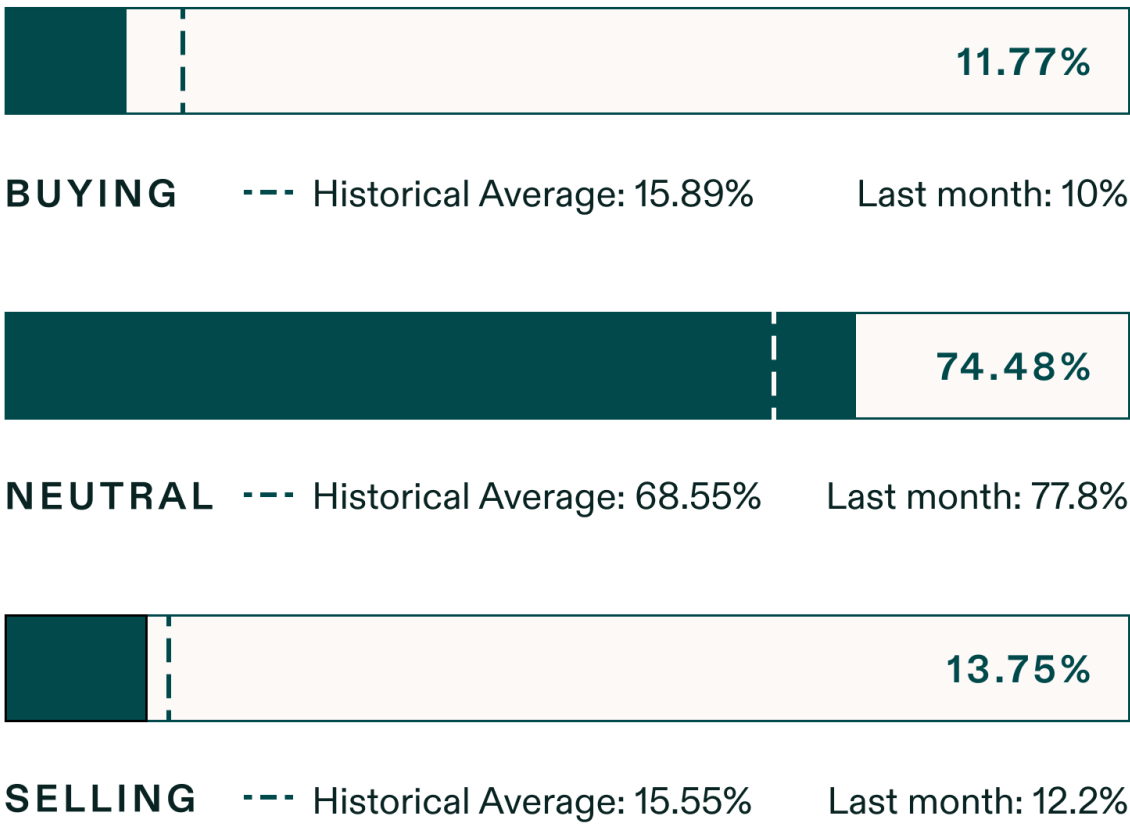 11.77%
BUYING --- Historical Average: 15.89% Last month: 10%
74.48%
NEUTRAL --- Historical Average: 68.55% Last month: 77.8%
13.75%
SELLING --- Historical Average: 15.55% Last month: 12.2%